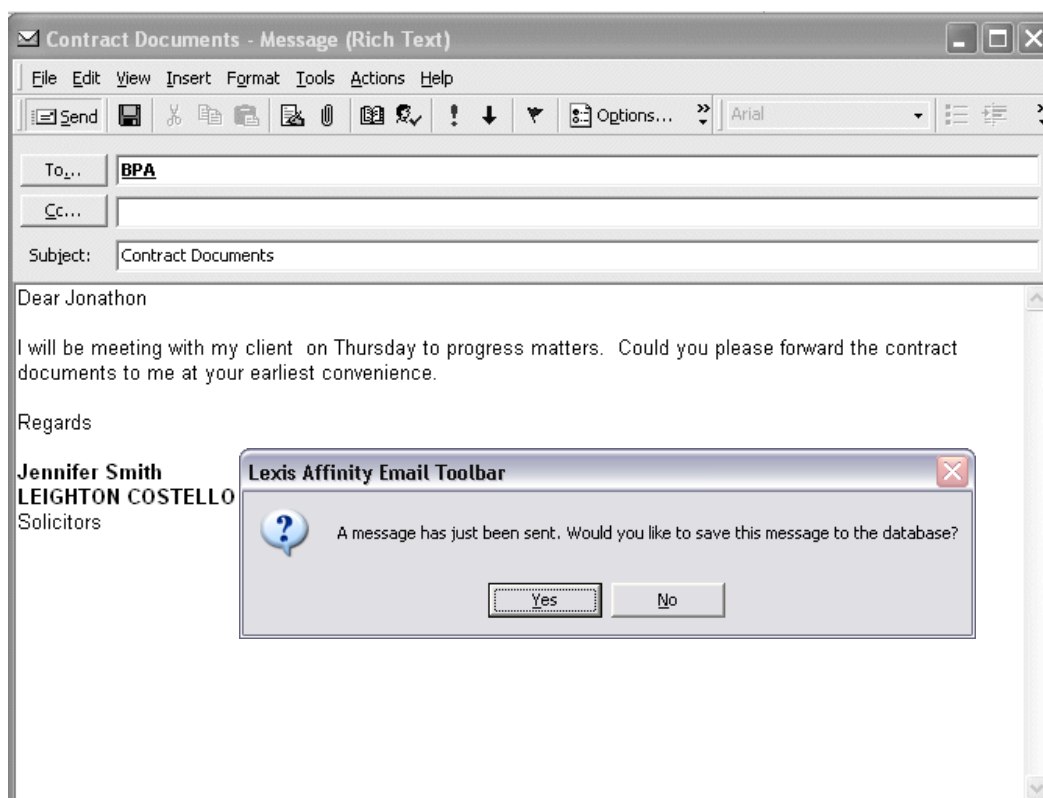 Contract Documents - Message (Rich Text)
File Edit View Insert Format Tools Actions Help
Send Options... Arial
To... BPA
Cc...
Subject: Contract Documents
Dear Jonathon
I will be meeting with my client  on Thursday to progress matters.  Could you please forward the contract
documents to me at your earliest convenience.
Regards
Jennifer Smith
LEIGHTON COSTELLO
Solicitors
Lexis Affinity Email Toolbar
A message has just been sent. Would you like to save this message to the database?
Yes No